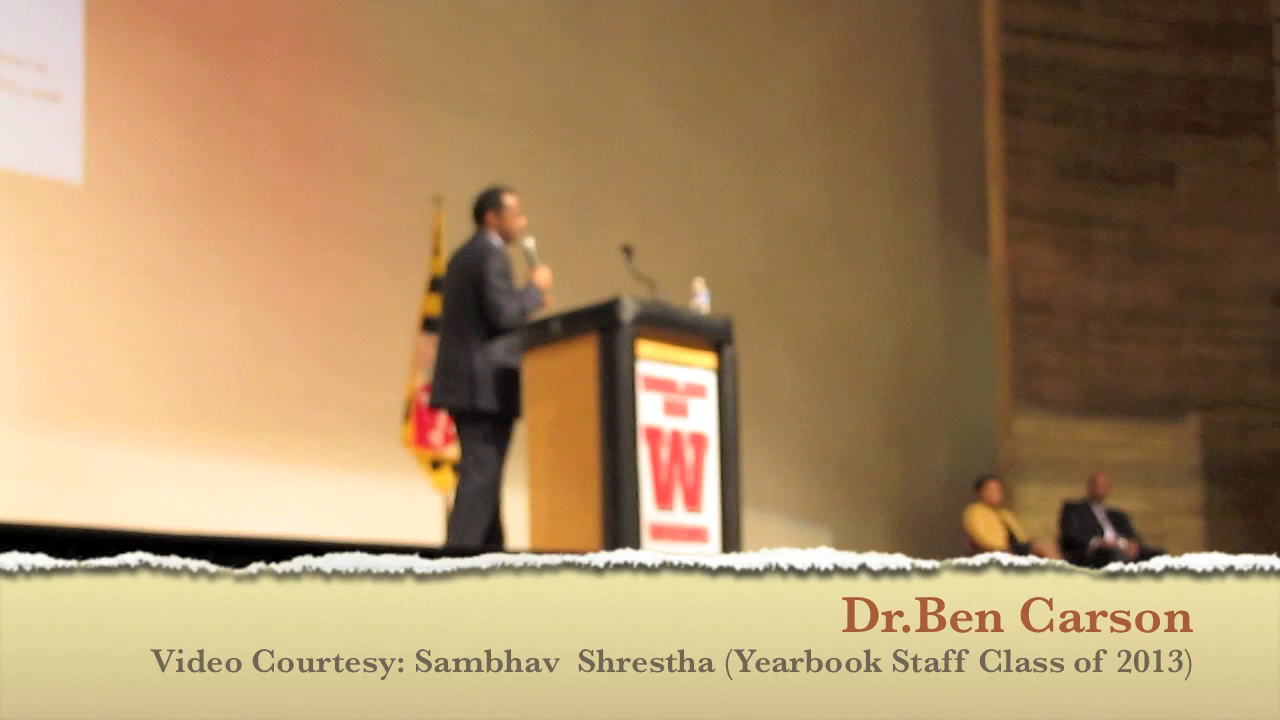 W
Dr.Ben Carson
Video Courtesy: Sambhav Shrestha (Yearbook Staff Class of 2013)